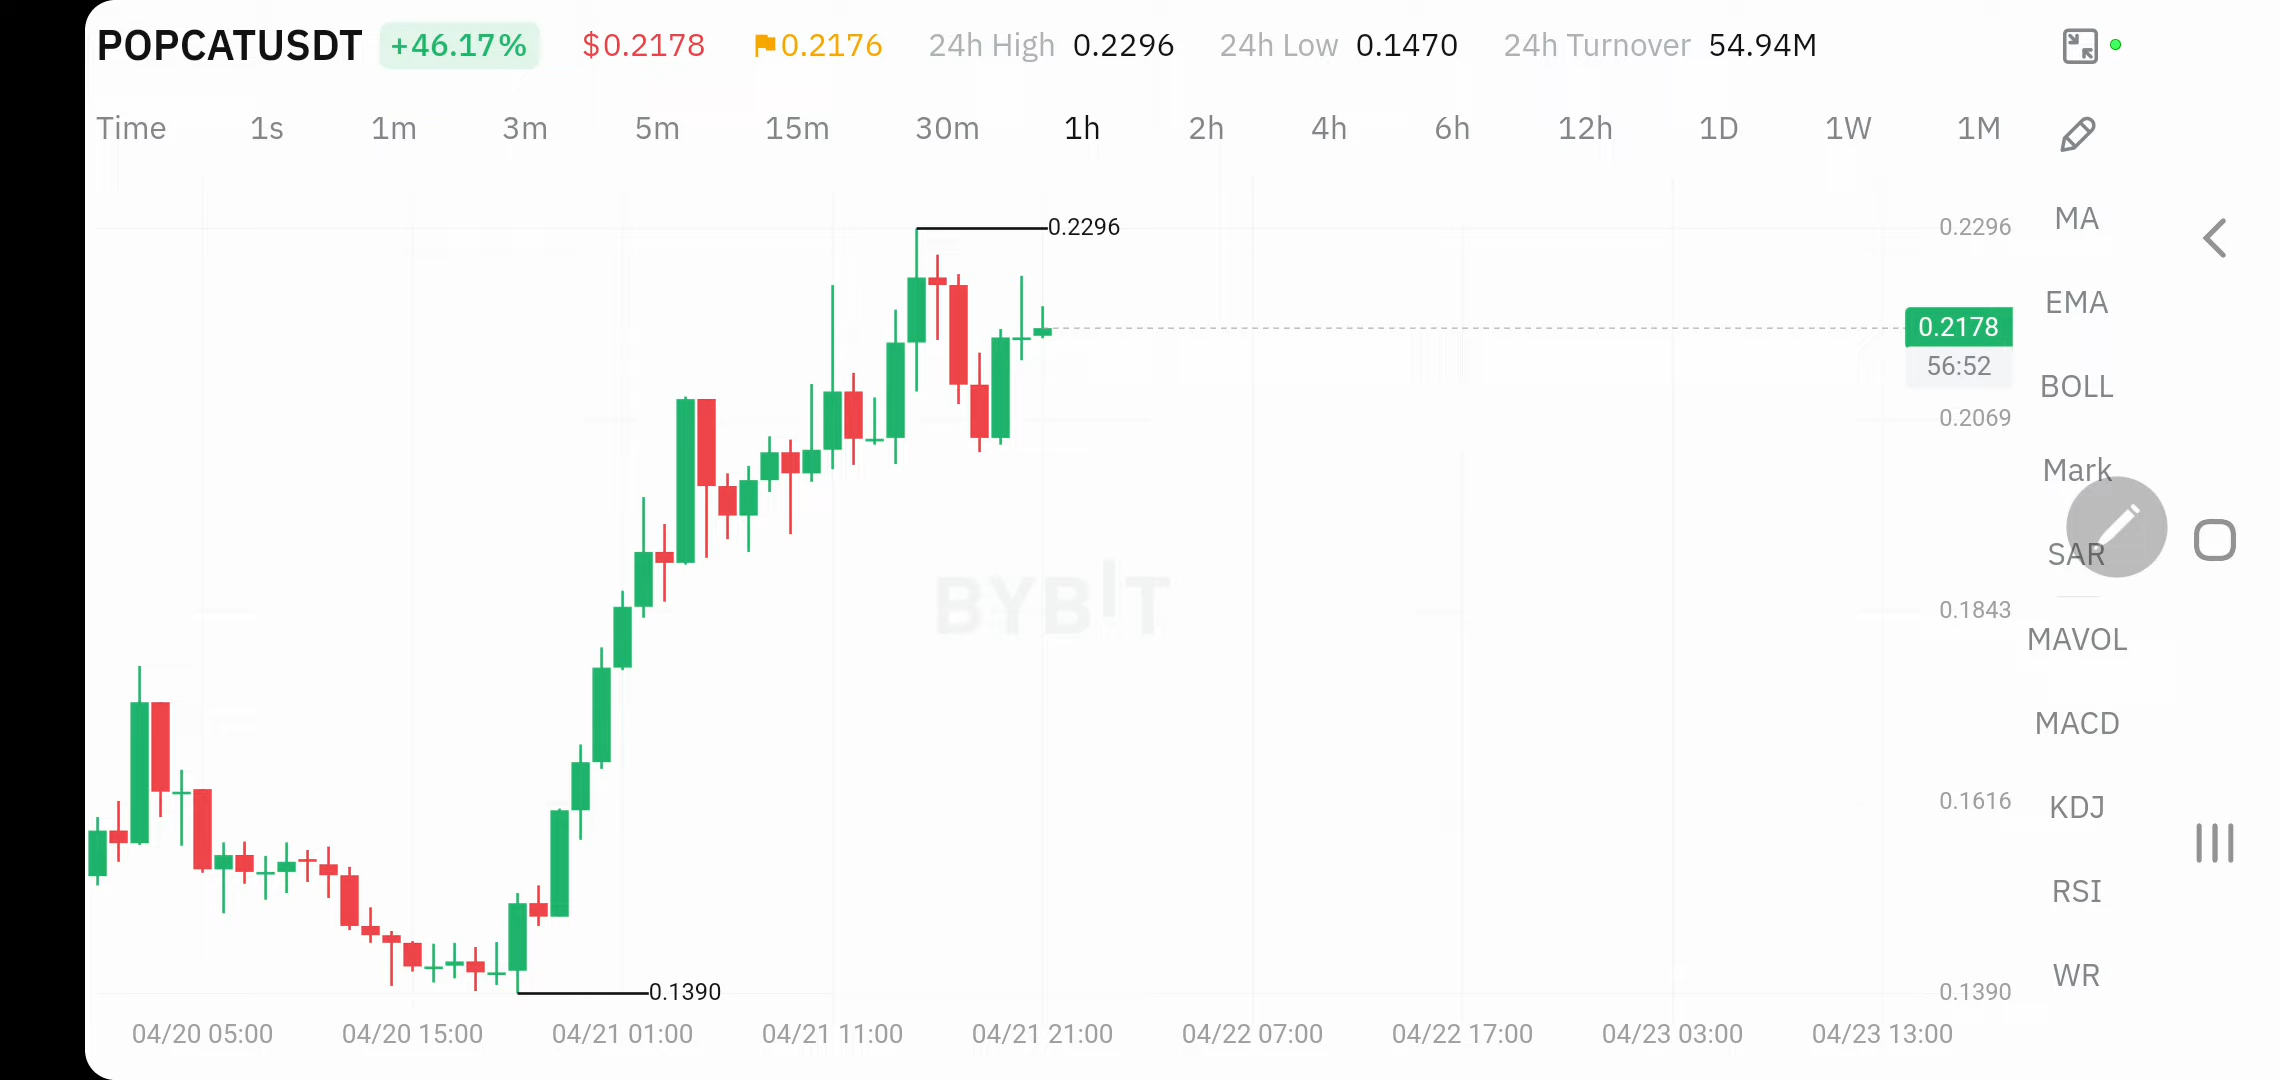 POPCATUSDT +46.17% $0.2178 0.2176 24h High 0.2296 24h Low 0.1470 24h Turnover 54.94M
Time 1s 1m 3m 5m 15m 30m 1h 2h 4h 6h 12h 1D 1W 1M
MA
0.2296 0.2296
EMA
0.2178
56:52
BOLL
0.2069
Mark
SAR
BYBIT
0.1843
MAVOL
MACD
0.1616
KDJ
RSI
WR
0.1390 0.1390
04/20 05:00 04/20 15:00 04/21 01:00 04/21 11:00 04/21 21:00 04/22 07:00 04/22 17:00 04/23 03:00 04/23 13:00